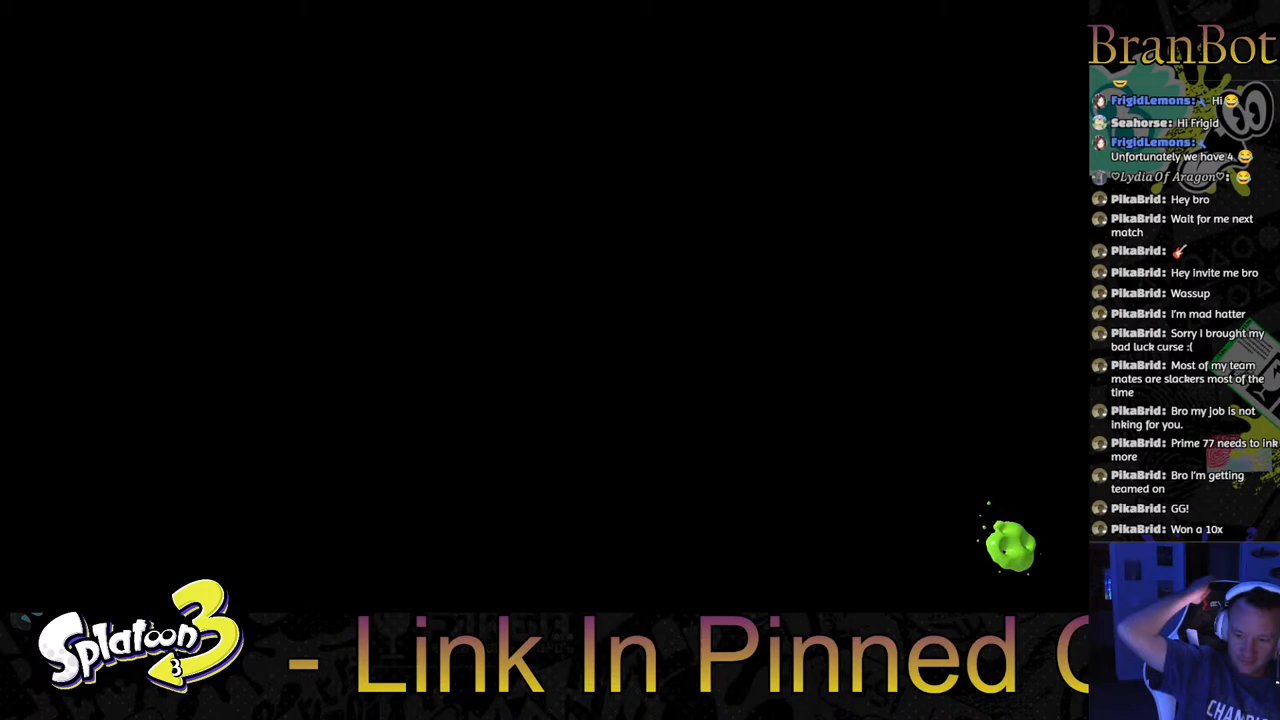 BranBot
FrigidLemons: Hi😂
Seahorse: Hi Frigid
FrigidLemons:
Unfortunately we have 4 😂
♡LydiaOf Aragon♡: 😂
PikaBrid: Hey bro
PikaBrid: Wait for me next
match
PikaBrid: 🎸
PikaBrid: Hey invite me bro
PikaBrid: Wassup
PikaBrid: I'm mad hatter
PikaBrid: Sorry I brought my
bad luck curse :(
PikaBrid: Most of my team
mates are slackers most of the
time
PikaBrid: Bro my job is not
inking for you.
PikaBrid: Prime 77 needs to ink
more
PikaBrid: Bro I'm getting
teamed on
PikaBrid: GG!
PikaBrid: Won a 10x
Splatoon 3
- Link In Pinned C